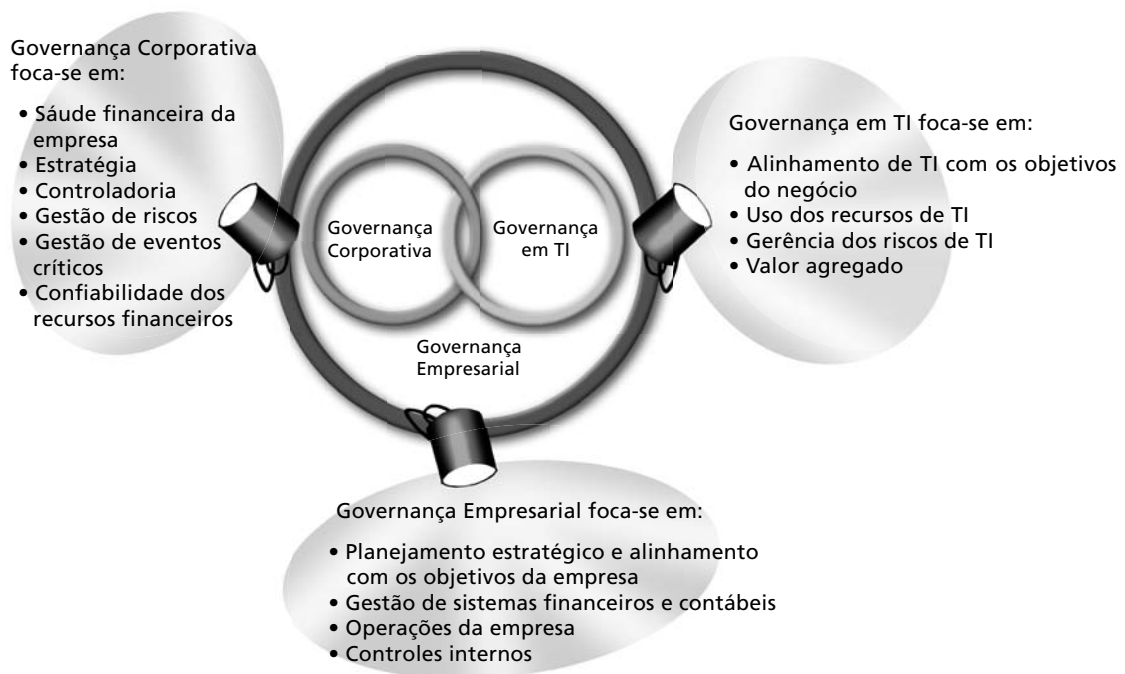 Governança Corporativa
foca-se em:
• Sáude financeira da
empresa
• Estratégia
• Controladoria
• Gestão de riscos
• Gestão de eventos
críticos
• Confiabilidade dos
recursos financeiros
Governança
Corporativa
Governança
em TI
Governança
Empresarial
Governança em TI foca-se em:
• Alinhamento de TI com os objetivos
do negócio
• Uso dos recursos de TI
• Gerência dos riscos de TI
• Valor agregado
Governança Empresarial foca-se em:
• Planejamento estratégico e alinhamento
com os objetivos da empresa
• Gestão de sistemas financeiros e contábeis
• Operações da empresa
• Controles internos